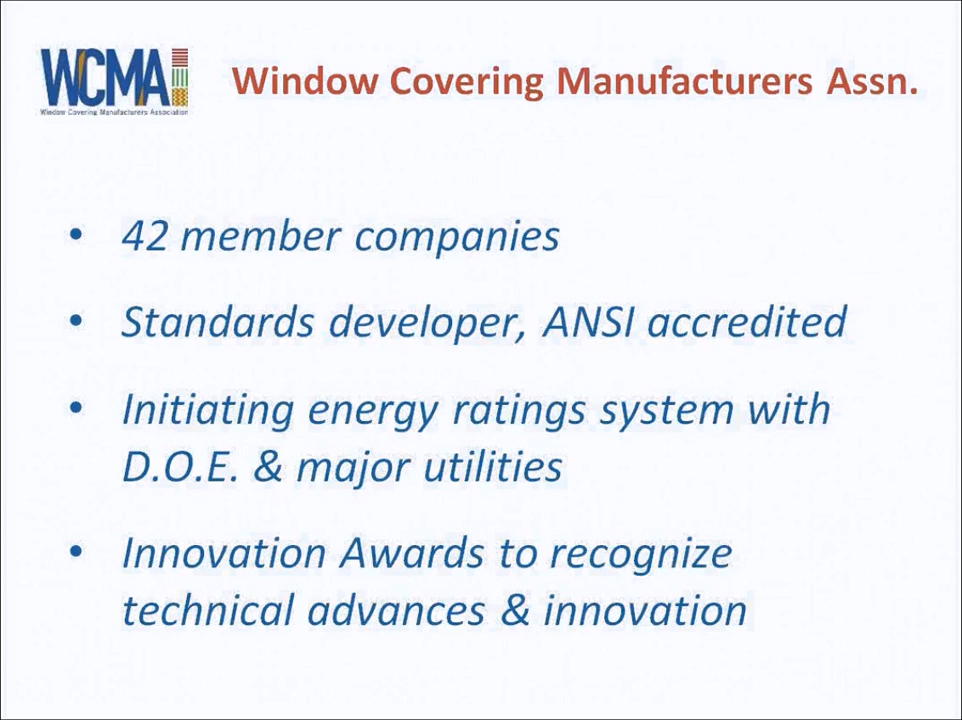 WCMA
Window Covering Manufacturers Association
Window Covering Manufacturers Assn.
• 42 member companies
• Standards developer, ANSI accredited
• Initiating energy ratings system with
D.O.E. & major utilities
• Innovation Awards to recognize
technical advances & innovation